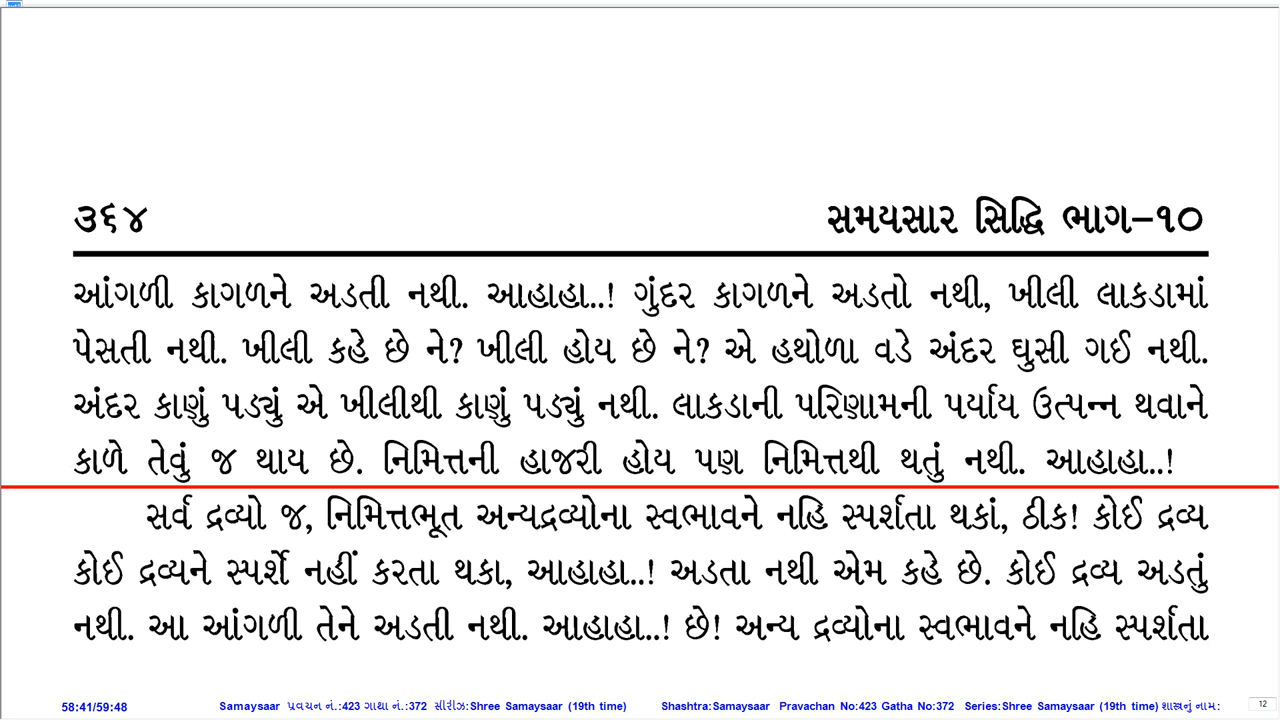 ૩૬૪ સમયસાર સિદ્ધિ ભાગ–૧૦
આંગળી કાગળને અડતી નથી. આહાહા..! ગુંદર કાગળને અડતો નથી, ખીલી લાકડામાં
પેસતી નથી. ખીલી કહે છે ને? ખીલી હોય છે ને? એ હથોળા વડે અંદર ઘુસી ગઈ નથી.
અંદર કાણું પડ્યું એ ખીલીથી કાણું પડ્યું નથી. લાકડાની પરિણામની પર્યાય ઉત્પન્ન થવાને
કાળે તેવું જ થાય છે. નિમિત્તની હાજરી હોય પણ નિમિત્તથી થતું નથી. આહાહા..!
સર્વ દ્રવ્યો જ, નિમિત્તભૂત અન્યદ્રવ્યોના સ્વભાવને નહિ સ્પર્શતા થકાં, ઠીક! કોઈ દ્રવ્ય
કોઈ દ્રવ્યને સ્પર્શે નહીં કરતા થકા, આહાહા..! અડતા નથી એમ કહે છે. કોઈ દ્રવ્ય અડતું
નથી. આ આંગળી તેને અડતી નથી. આહાહા..! છે! અન્ય દ્રવ્યોના સ્વભાવને નહિ સ્પર્શતા
58:41/59:48 Samaysaar પ્રવચન નં.:423 ગાથા નં.:372 સીરીઝ:Shree Samaysaar (19th time) Shashtra:Samaysaar Pravachan No:423 Gatha No:372 Series:Shree Samaysaar (19th time) શાસ્ત્રનું નામ: 12